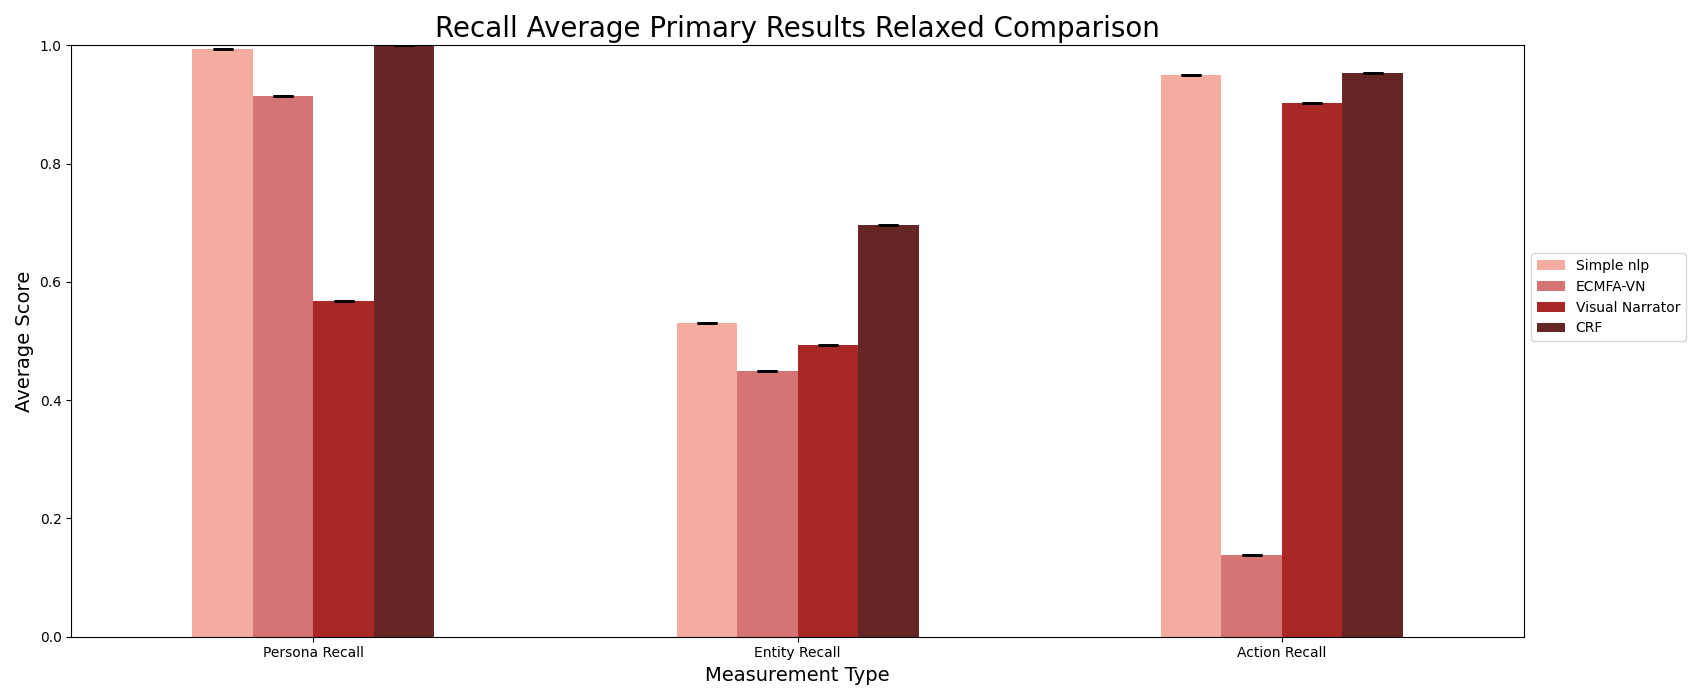 Recall Average Primary Results Relaxed Comparison
Average Score
1.0
0.8
0.6
0.4
0.2
0.0
Persona Recall
Entity Recall
Action Recall
Measurement Type
Simple nlp
ECMFA-VN
Visual Narrator
CRF